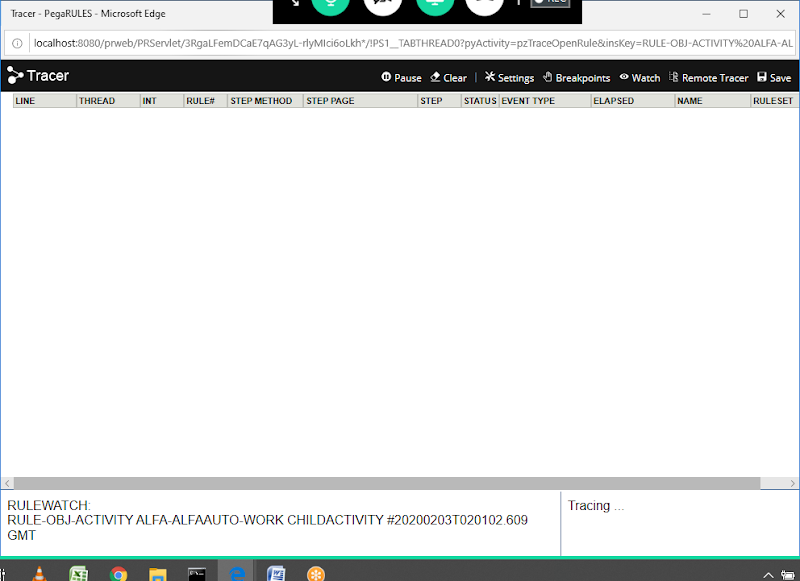 REC
Tracer - PegaRULES - Microsoft Edge
localhost:8080/prweb/PRServlet/3RgaLFemDCaE7qAG3yL-rlyMIci6oLkh*/!PS1__TABTHREAD0?pyActivity=pzTraceOpenRule&insKey=RULE-OBJ-ACTIVITY%20ALFA-AL
Tracer Pause Clear | Settings Breakpoints Watch Remote Tracer Save
LINE THREAD INT RULE# STEP METHOD STEP PAGE STEP STATUS EVENT TYPE ELAPSED NAME RULESET
RULEWATCH:
RULE-OBJ-ACTIVITY ALFA-ALFAAUTO-WORK CHILDACTIVITY #20200203T020102.609
GMT
Tracing ...